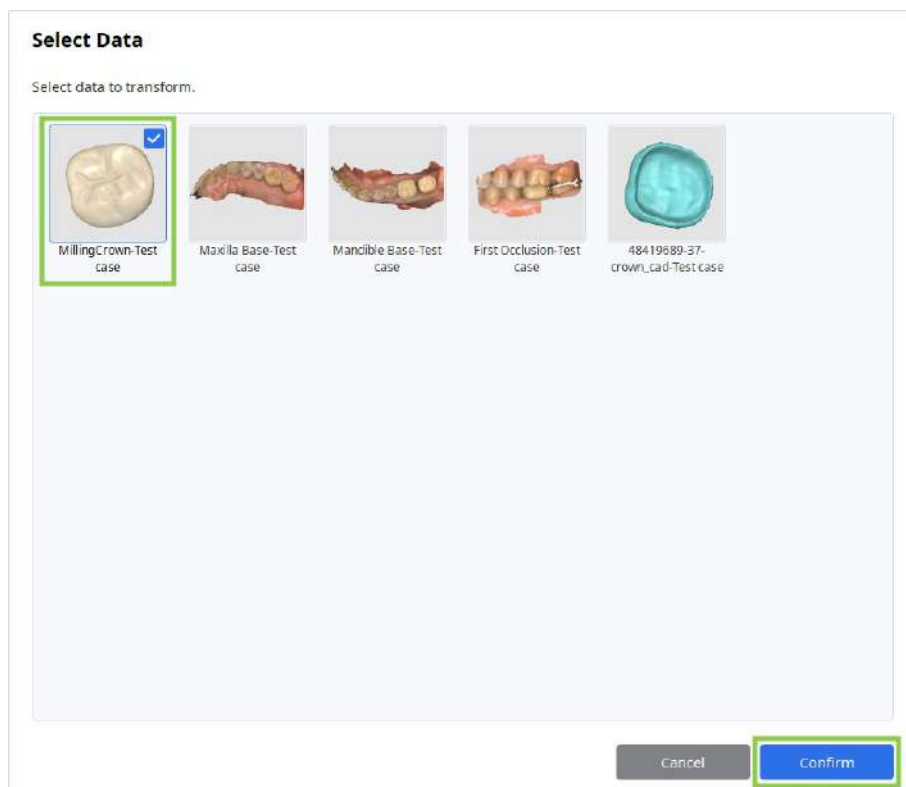 Select Data
Select data to transform.
MillingCrown-Test
case
Maxilla Base-Test
case
Mandible Base-Test
case
First Occlusion-Test
case
48419689-37-
crown_cad-Test case
Cancel
Confirm